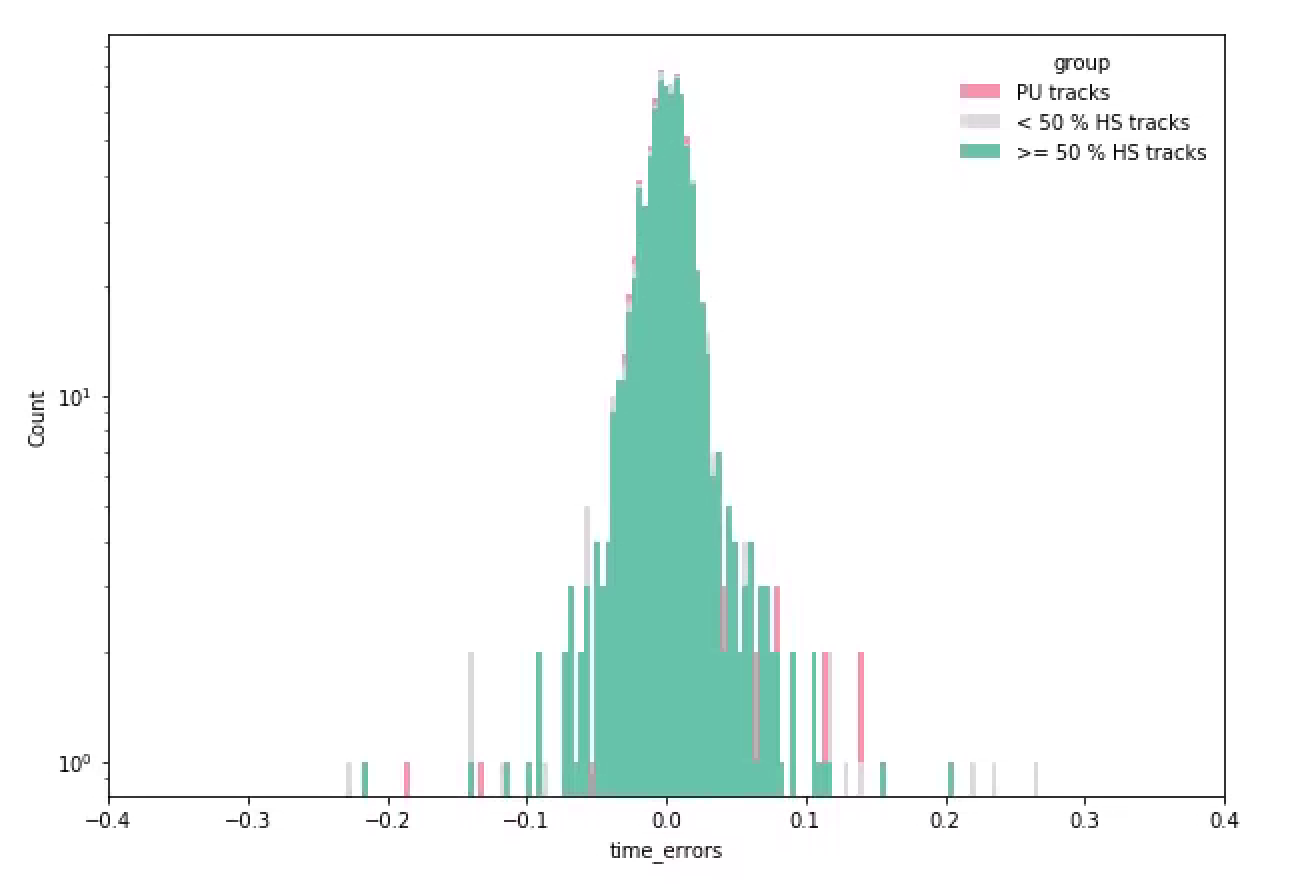 group
PU tracks
< 50 % HS tracks
>= 50 % HS tracks
Count
10¹
10⁰
−0.4 −0.3 −0.2 −0.1 0.0 0.1 0.2 0.3 0.4
time_errors